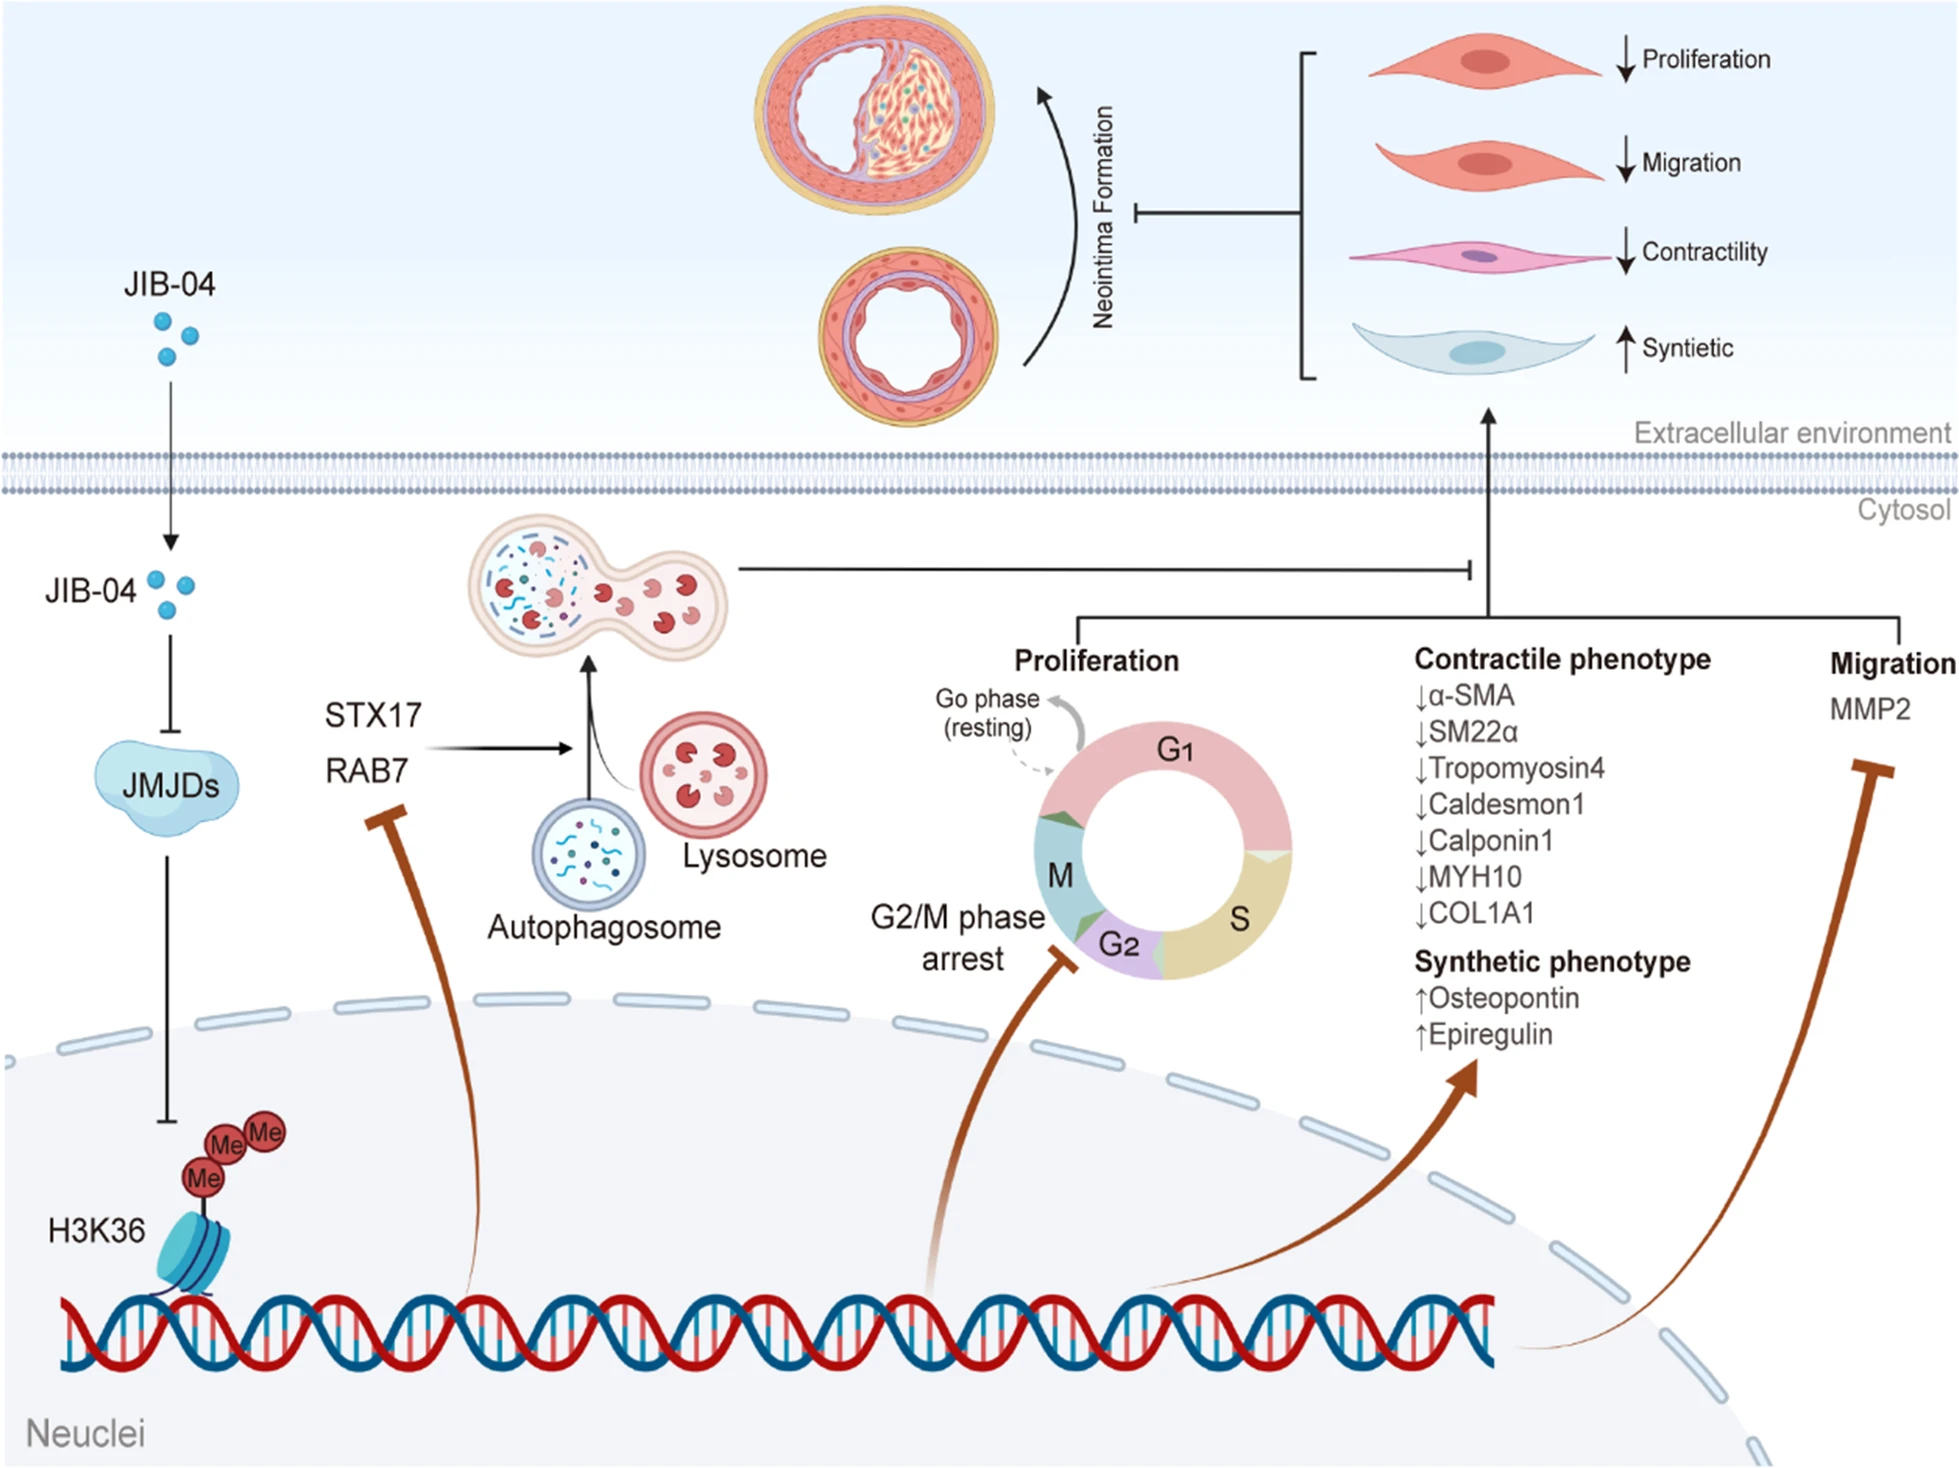 Proliferation
Migration
Contractility
Syntietic
Neointima Formation
JIB-04
Extracellular environment
Cytosol
JIB-04
STX17
RAB7
JMJDs
Lysosome
Autophagosome
Proliferation
Go phase
(resting)
G1
M
S
G2
G2/M phase
arrest
Contractile phenotype
↓α-SMA
↓SM22α
↓Tropomyosin4
↓Caldesmon1
↓Calponin1
↓MYH10
↓COL1A1
Synthetic phenotype
↑Osteopontin
↑Epiregulin
Migration
MMP2
Me
Me
Me
H3K36
Neuclei